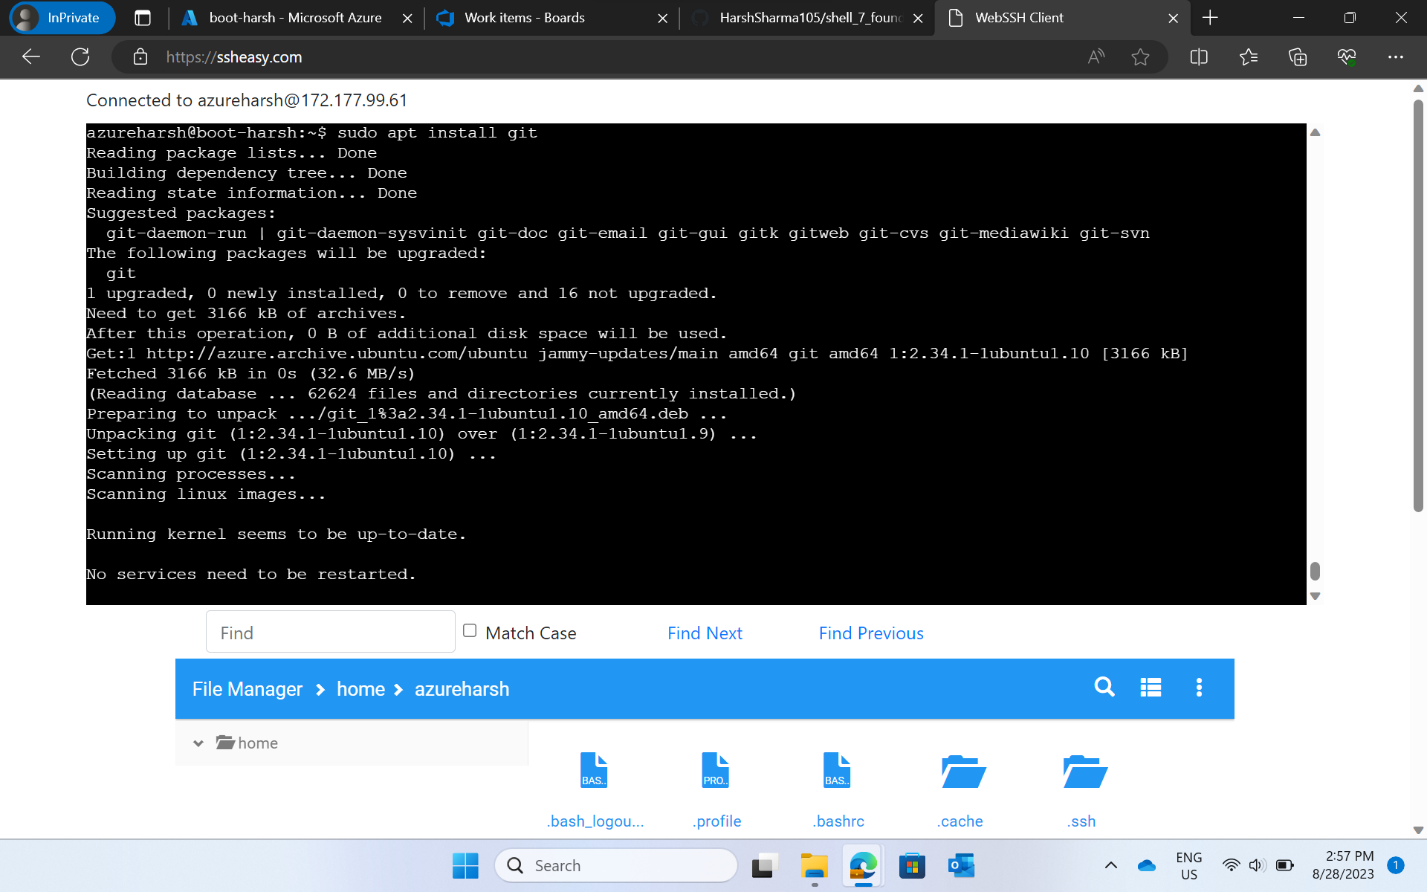 InPrivate
boot-harsh - Microsoft Azure
Work items - Boards
HarshSharma105/shell_7_foun
WebSSH Client
https://ssheasy.com
Connected to azureharsh@172.177.99.61
azureharsh@boot-harsh:~$ sudo apt install git
Reading package lists... Done
Building dependency tree... Done
Reading state information... Done
Suggested packages:
  git-daemon-run | git-daemon-sysvinit git-doc git-email git-gui gitk gitweb git-cvs git-mediawiki git-svn
The following packages will be upgraded:
  git
1 upgraded, 0 newly installed, 0 to remove and 16 not upgraded.
Need to get 3166 kB of archives.
After this operation, 0 B of additional disk space will be used.
Get:1 http://azure.archive.ubuntu.com/ubuntu jammy-updates/main amd64 git amd64 1:2.34.1-1ubuntu1.10 [3166 kB]
Fetched 3166 kB in 0s (32.6 MB/s)
(Reading database ... 62624 files and directories currently installed.)
Preparing to unpack .../git_1%3a2.34.1-1ubuntu1.10_amd64.deb ...
Unpacking git (1:2.34.1-1ubuntu1.10) over (1:2.34.1-1ubuntu1.9) ...
Setting up git (1:2.34.1-1ubuntu1.10) ...
Scanning processes...
Scanning linux images...
Running kernel seems to be up-to-date.
No services need to be restarted.
Find
Match Case
Find Next
Find Previous
File Manager > home > azureharsh
home
BAS..
PRO..
BAS..
.bash_logou...
.profile
.bashrc
.cache
.ssh
Search
ENG
US
2:57 PM
8/28/2023
1